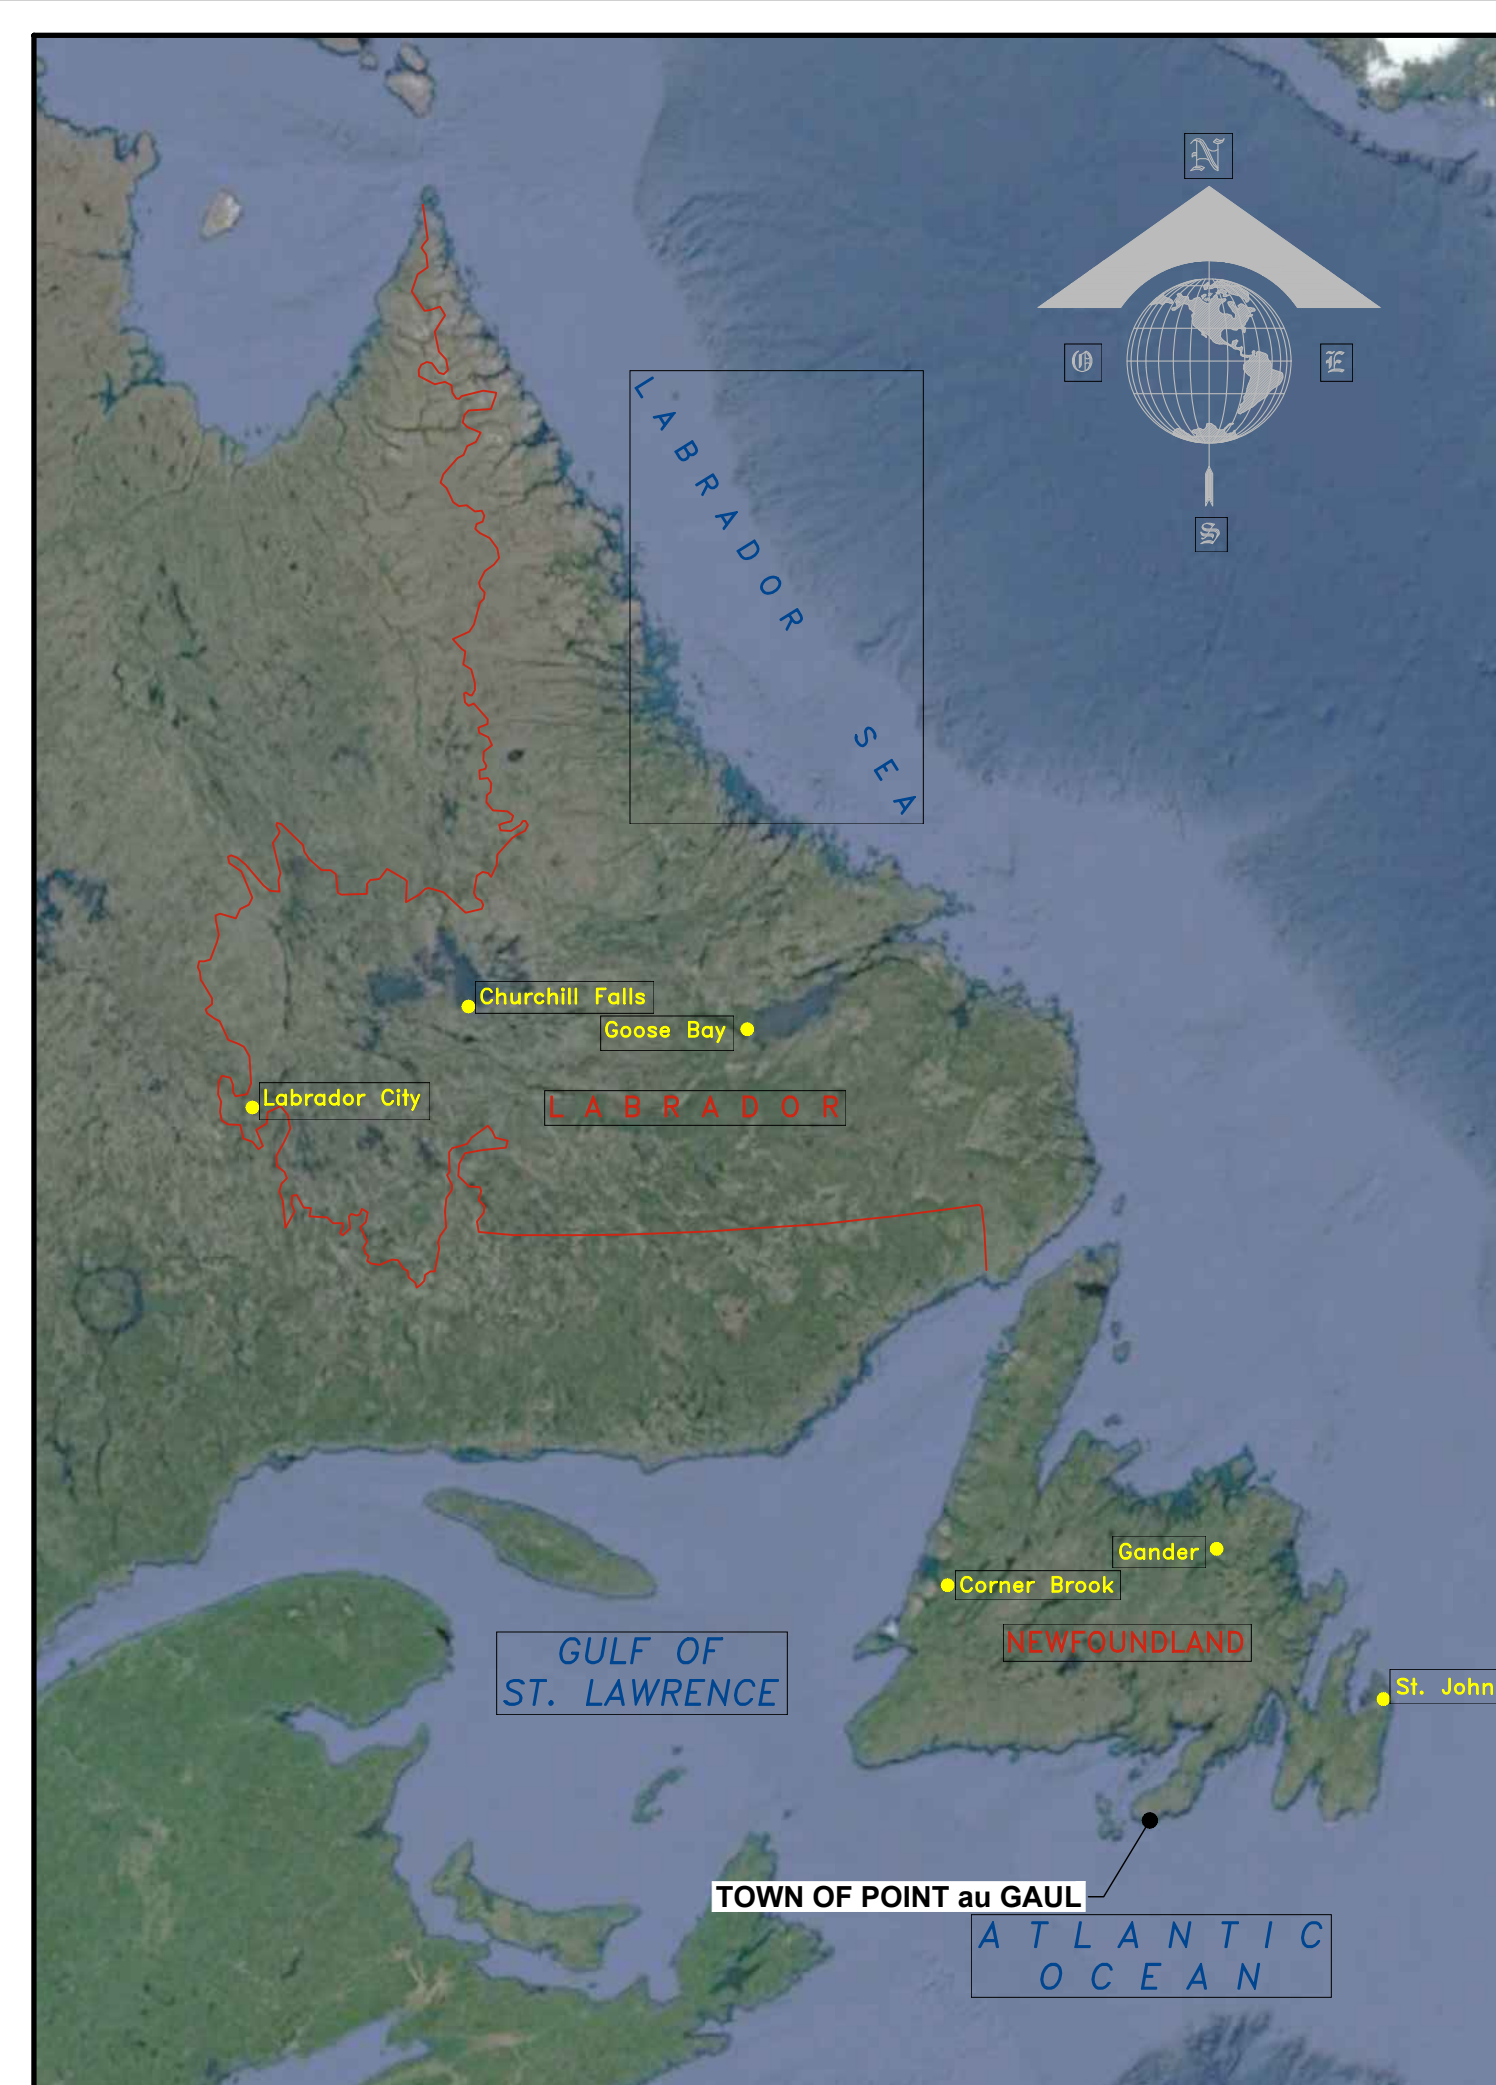 N
O
E
S
LABRADOR
SEA
Churchill Falls
Goose Bay
Labrador City
LABRADOR
Gander
Corner Brook
NEWFOUNDLAND
GULF OF
ST. LAWRENCE
St. John
TOWN OF POINT au GAUL
ATLANTIC
OCEAN